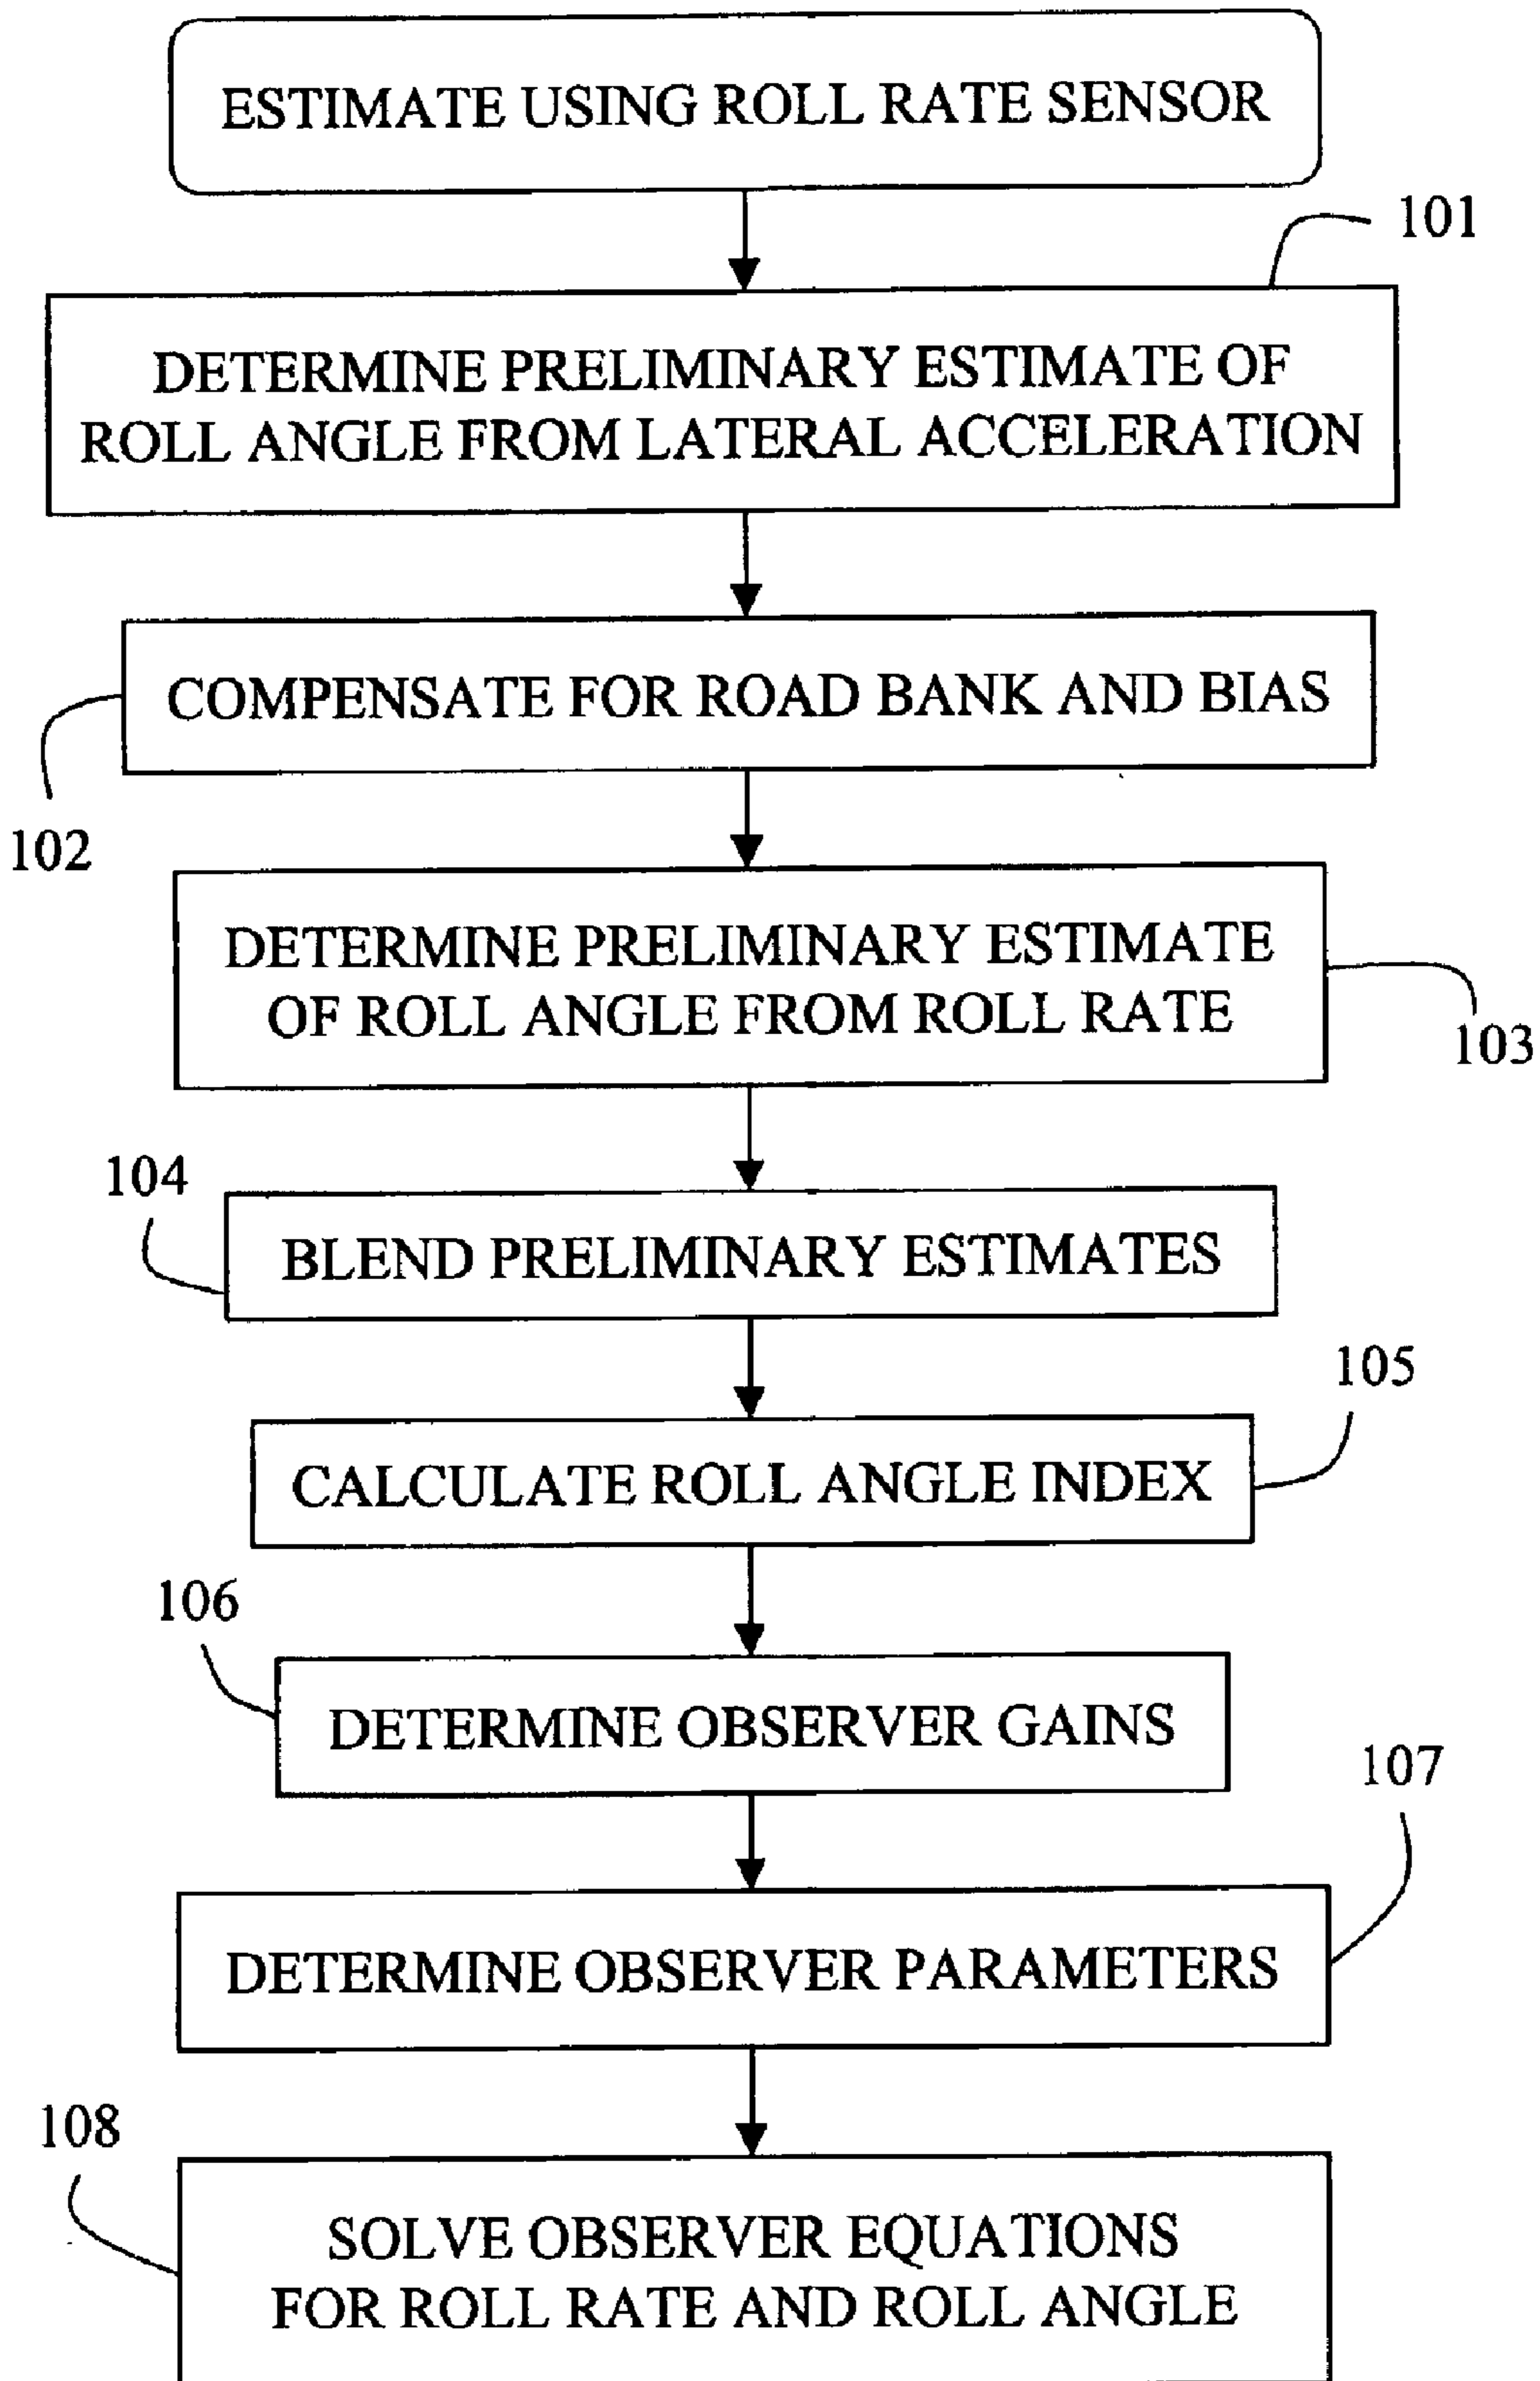 ESTIMATE USING ROLL RATE SENSOR
101
DETERMINE PRELIMINARY ESTIMATE OF
ROLL ANGLE FROM LATERAL ACCELERATION
COMPENSATE FOR ROAD BANK AND BIAS
102
DETERMINE PRELIMINARY ESTIMATE
OF ROLL ANGLE FROM ROLL RATE
103
104
BLEND PRELIMINARY ESTIMATES
105
CALCULATE ROLL ANGLE INDEX
106
DETERMINE OBSERVER GAINS
107
DETERMINE OBSERVER PARAMETERS
108
SOLVE OBSERVER EQUATIONS
FOR ROLL RATE AND ROLL ANGLE